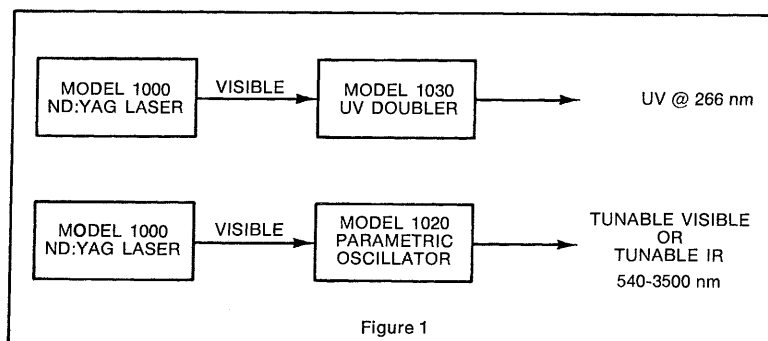 MODEL 1000
ND:YAG LASER
VISIBLE
MODEL 1030
UV DOUBLER
UV @ 266 nm
MODEL 1000
ND:YAG LASER
VISIBLE
MODEL 1020
PARAMETRIC
OSCILLATOR
TUNABLE VISIBLE
OR
TUNABLE IR
540-3500 nm
Figure 1